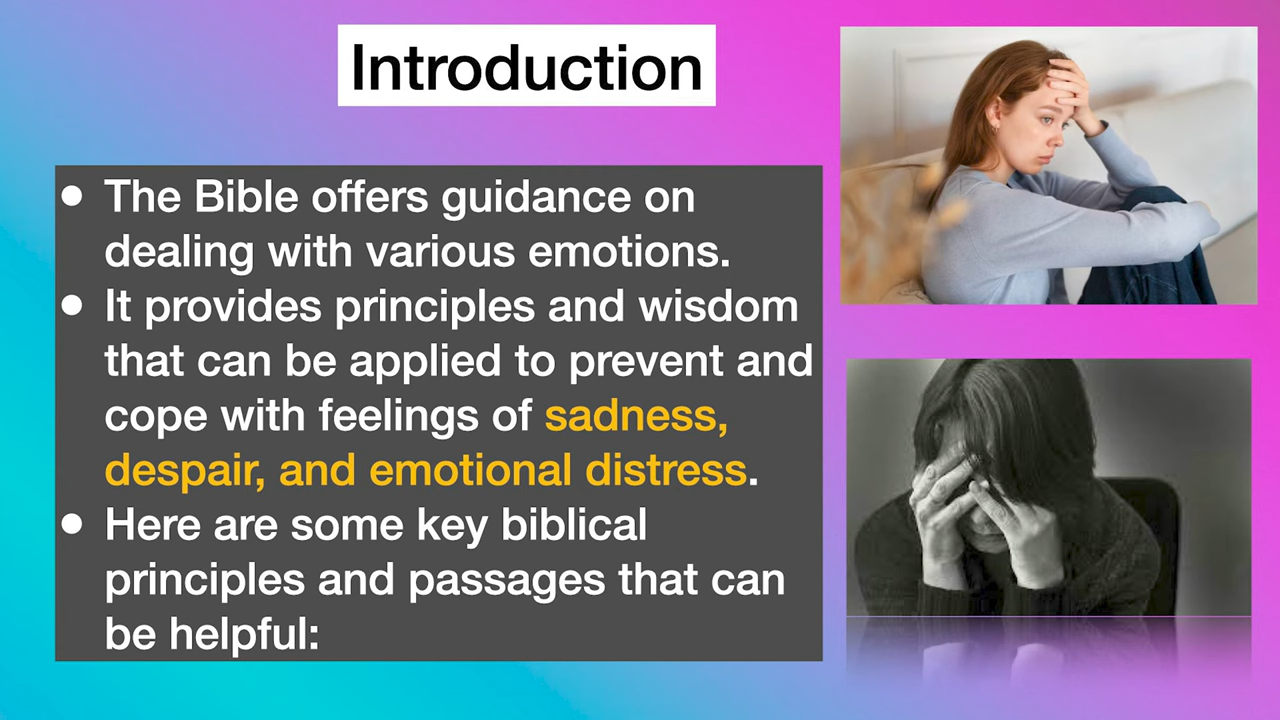 Introduction
● The Bible offers guidance on
dealing with various emotions.
● It provides principles and wisdom
that can be applied to prevent and
cope with feelings of sadness,
despair, and emotional distress.
● Here are some key biblical
principles and passages that can
be helpful: